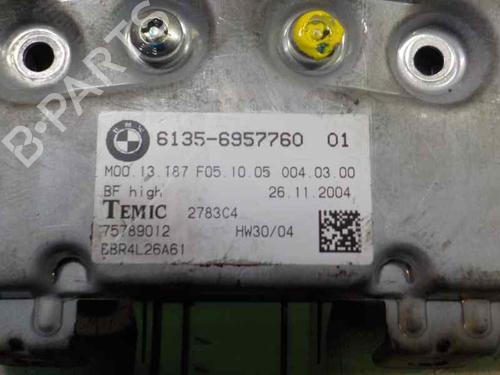 B-PARTS
BMW
6135-6957760 01
M00.13.187 F05.10.05 004.03.00
BF high 26.11.2004
TEMIC 2783C4
75789012 HW30/04
EBR4L26A61